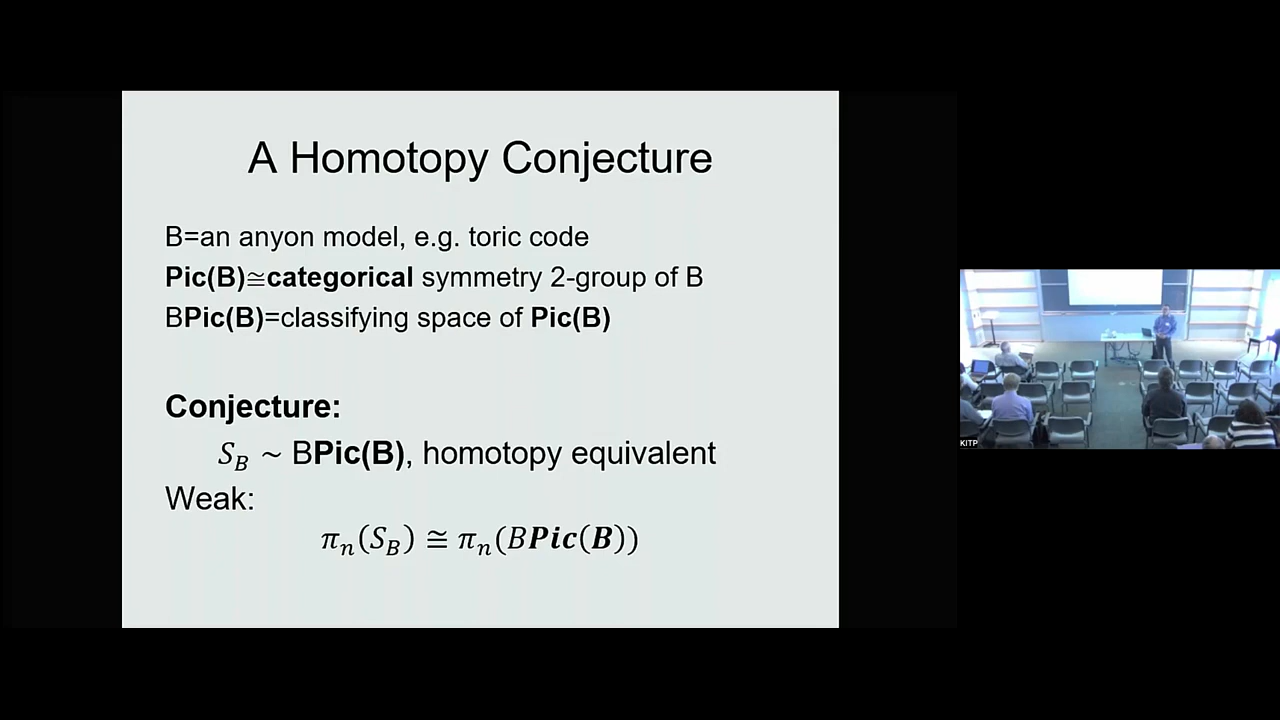 A Homotopy Conjecture
B=an anyon model, e.g. toric code
Pic(B)≅categorical symmetry 2-group of B
BPic(B)=classifying space of Pic(B)
Conjecture:
S_B ~ BPic(B), homotopy equivalent
Weak:
π_n(S_B) ≅ π_n(BPic(B))
KITP